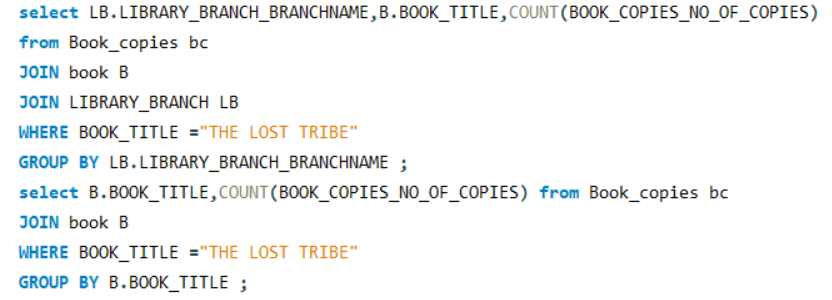 select LB.LIBRARY_BRANCH_BRANCHNAME,B.BOOK_TITLE,COUNT(BOOK_COPIES_NO_OF_COPIES)
from Book_copies bc
JOIN book B
JOIN LIBRARY_BRANCH LB
WHERE BOOK_TITLE ="THE LOST TRIBE"
GROUP BY LB.LIBRARY_BRANCH_BRANCHNAME ;
select B.BOOK_TITLE,COUNT(BOOK_COPIES_NO_OF_COPIES) from Book_copies bc
JOIN book B
WHERE BOOK_TITLE ="THE LOST TRIBE"
GROUP BY B.BOOK_TITLE ;